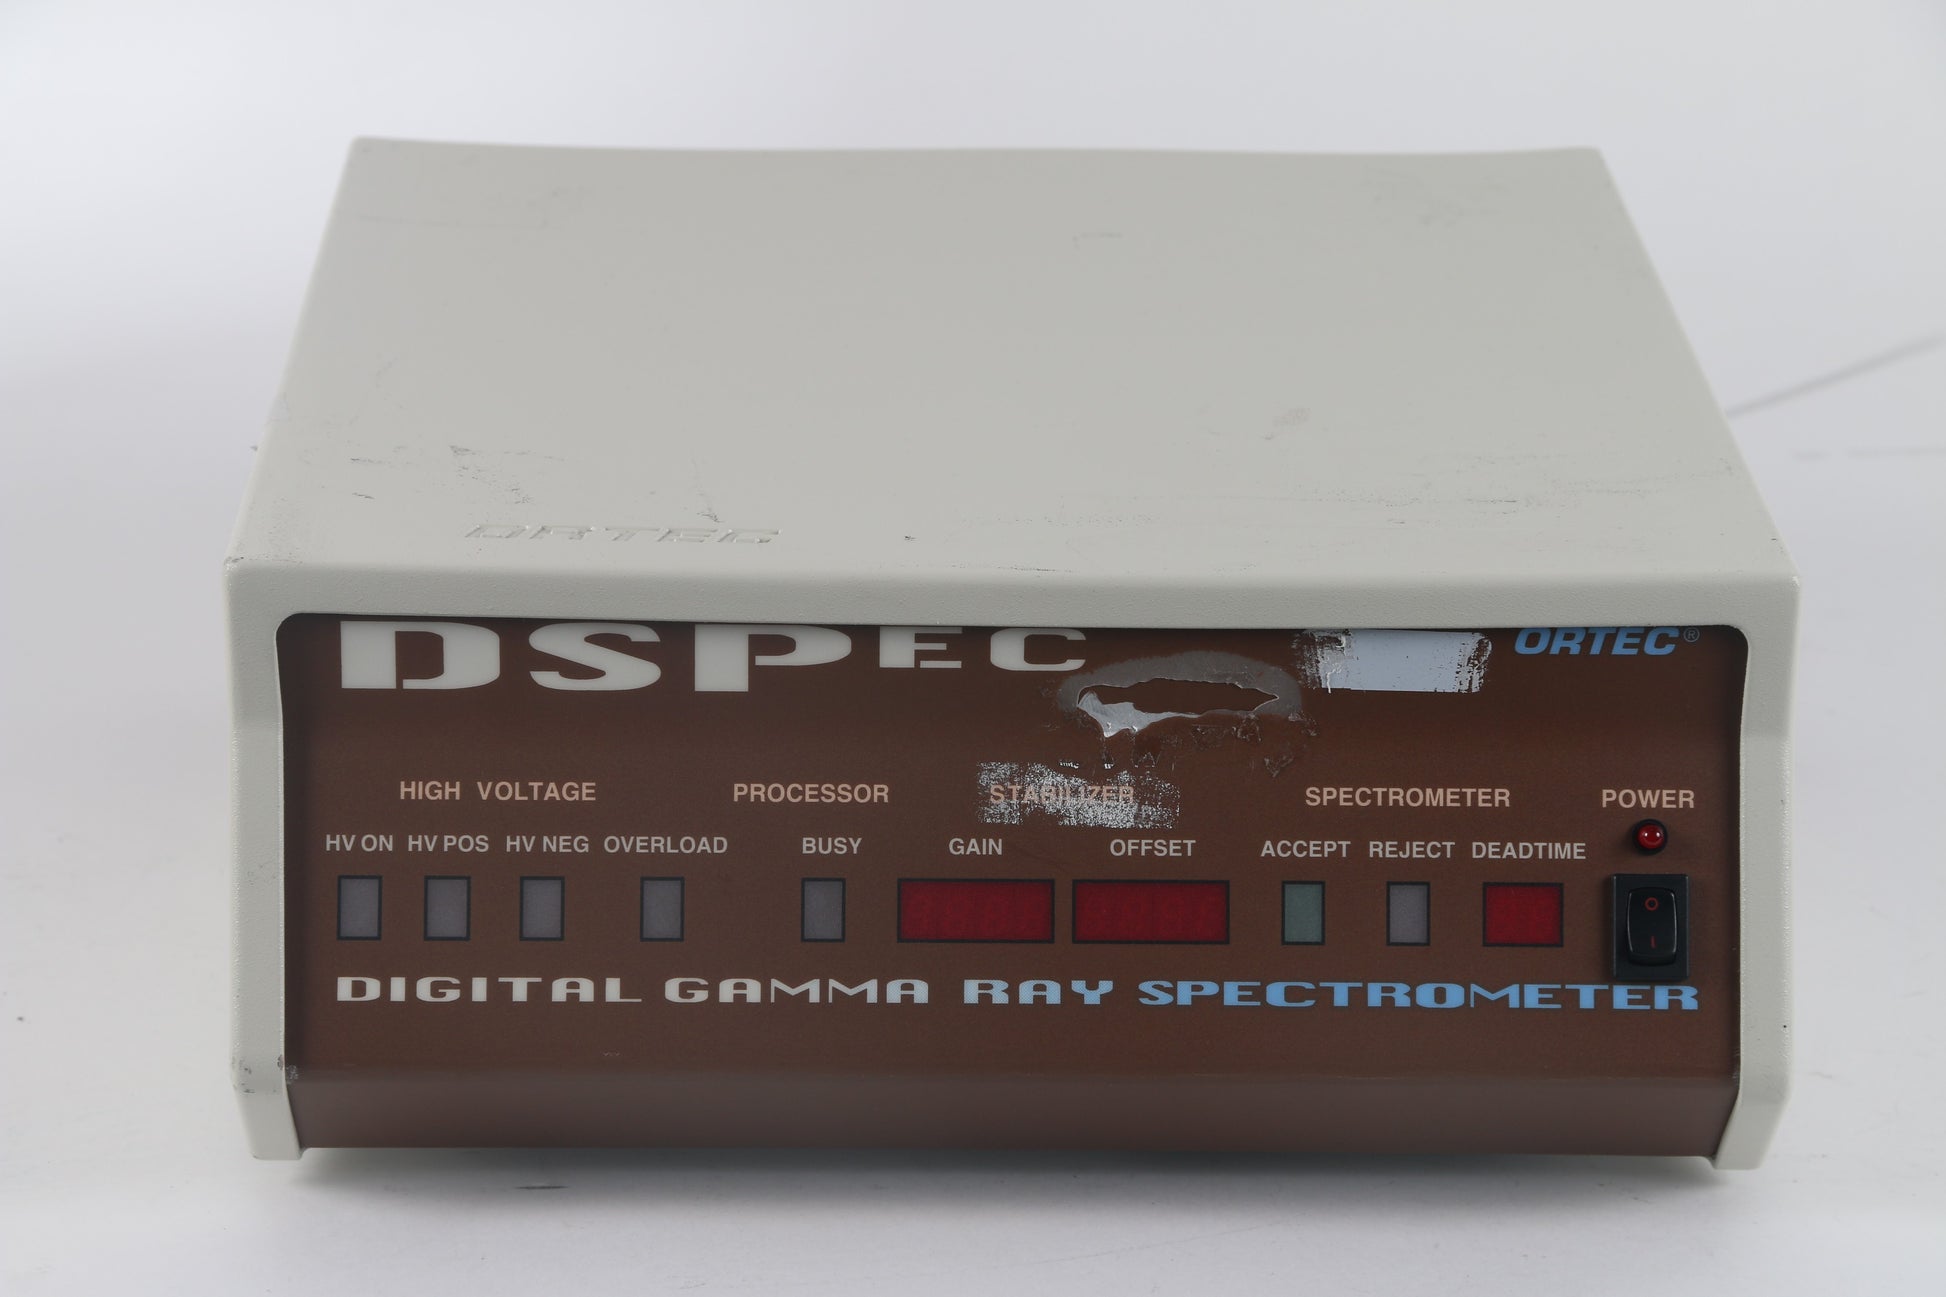 ORTEC
DSPEC
ORTEC®
HIGH VOLTAGE PROCESSOR STABILIZER SPECTROMETER POWER
HV ON HV POS HV NEG OVERLOAD BUSY GAIN OFFSET ACCEPT REJECT DEADTIME
O
I
DIGITAL GAMMA RAY SPECTROMETER